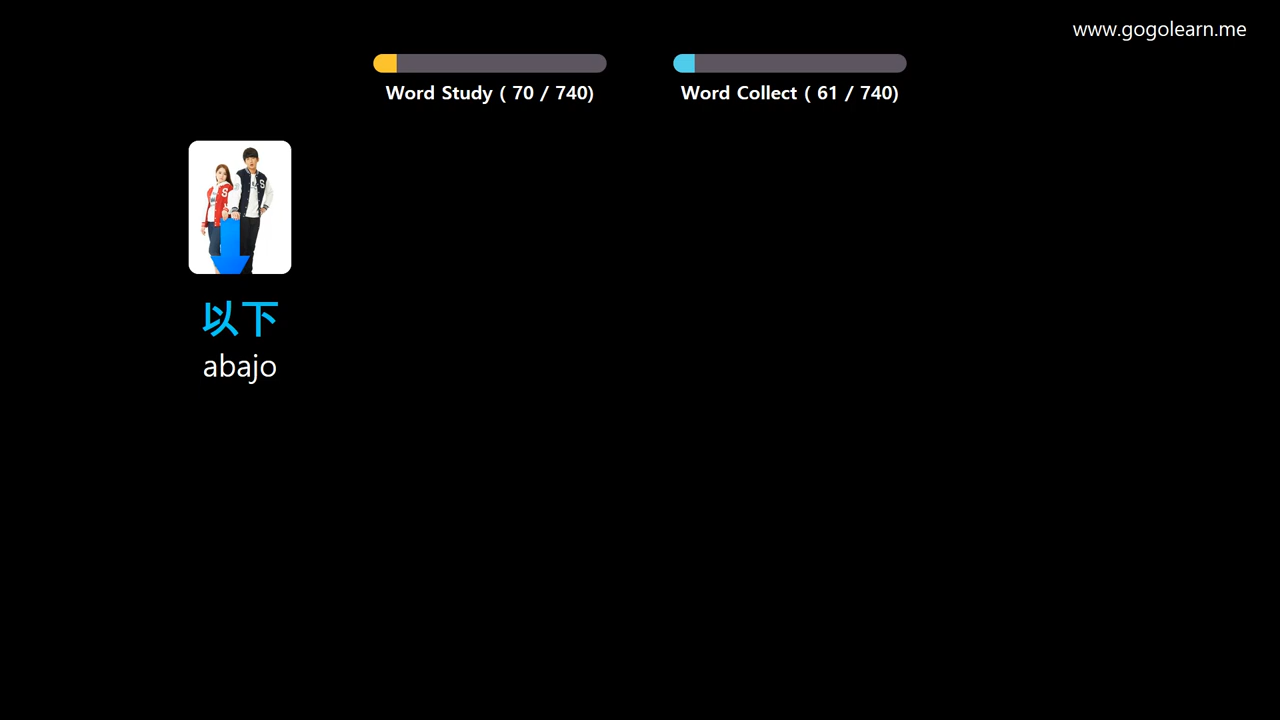 www.gogolearn.me
Word Study ( 70 / 740)
Word Collect ( 61 / 740)
S
S
以下
abajo